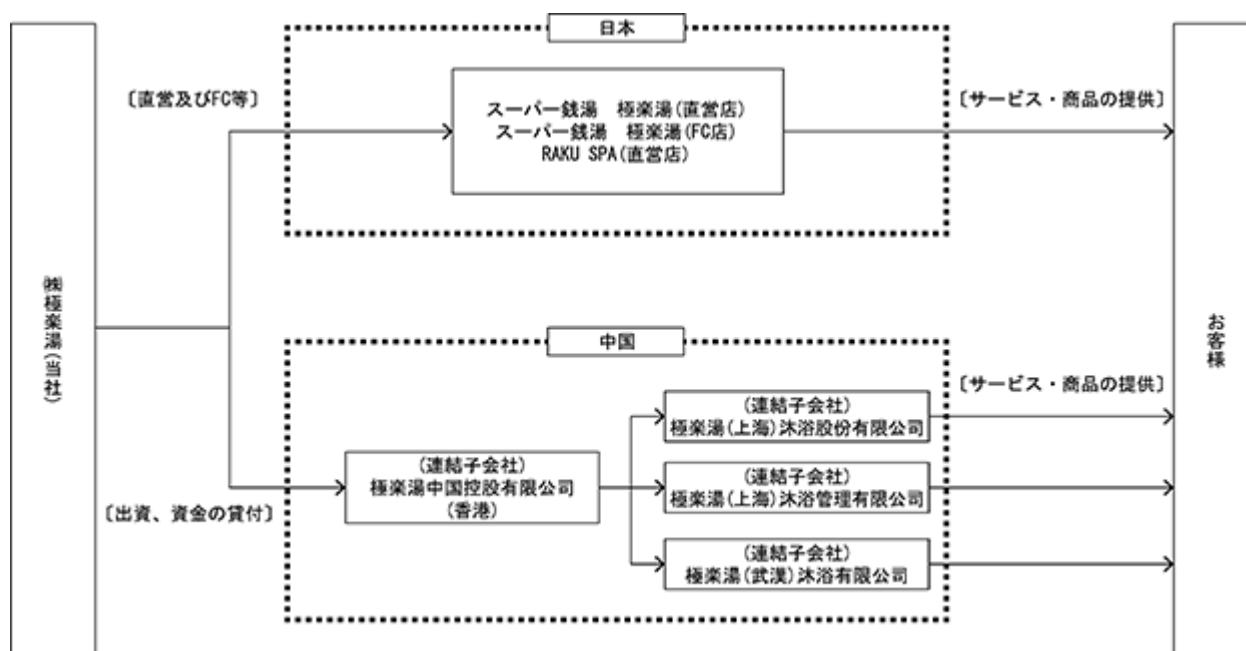 日本
〔直営及びFC等〕
スーパー銭湯　極楽湯(直営店)
スーパー銭湯　極楽湯(FC店)
RAKU SPA(直営店)
〔サービス・商品の提供〕
㈱極楽湯(当社)
お客様
中国
〔サービス・商品の提供〕
(連結子会社)
極楽湯(上海)沐浴股份有限公司
(連結子会社)
極楽湯中国控股有限公司
(香港)
(連結子会社)
極楽湯(上海)沐浴管理有限公司
〔出資、資金の貸付〕
(連結子会社)
極楽湯(武漢)沐浴有限公司